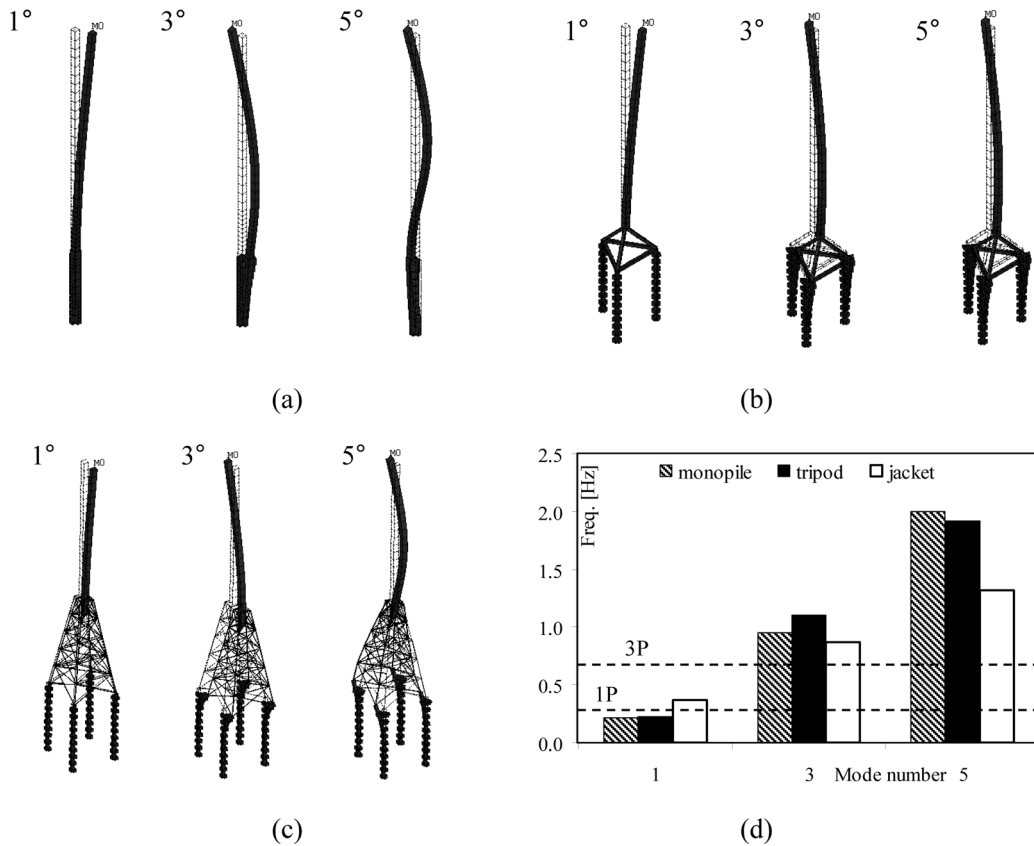 1° MO 3° MO 5° MO
1° MO 3° MO 5° MO
(a) (b)
1° MO 3° MO 5° MO
Freq. [Hz]
2.5
2.0
1.5
1.0
0.5
0.0
monopile tripod jacket
3P
1P
1 3 Mode number 5
(c) (d)